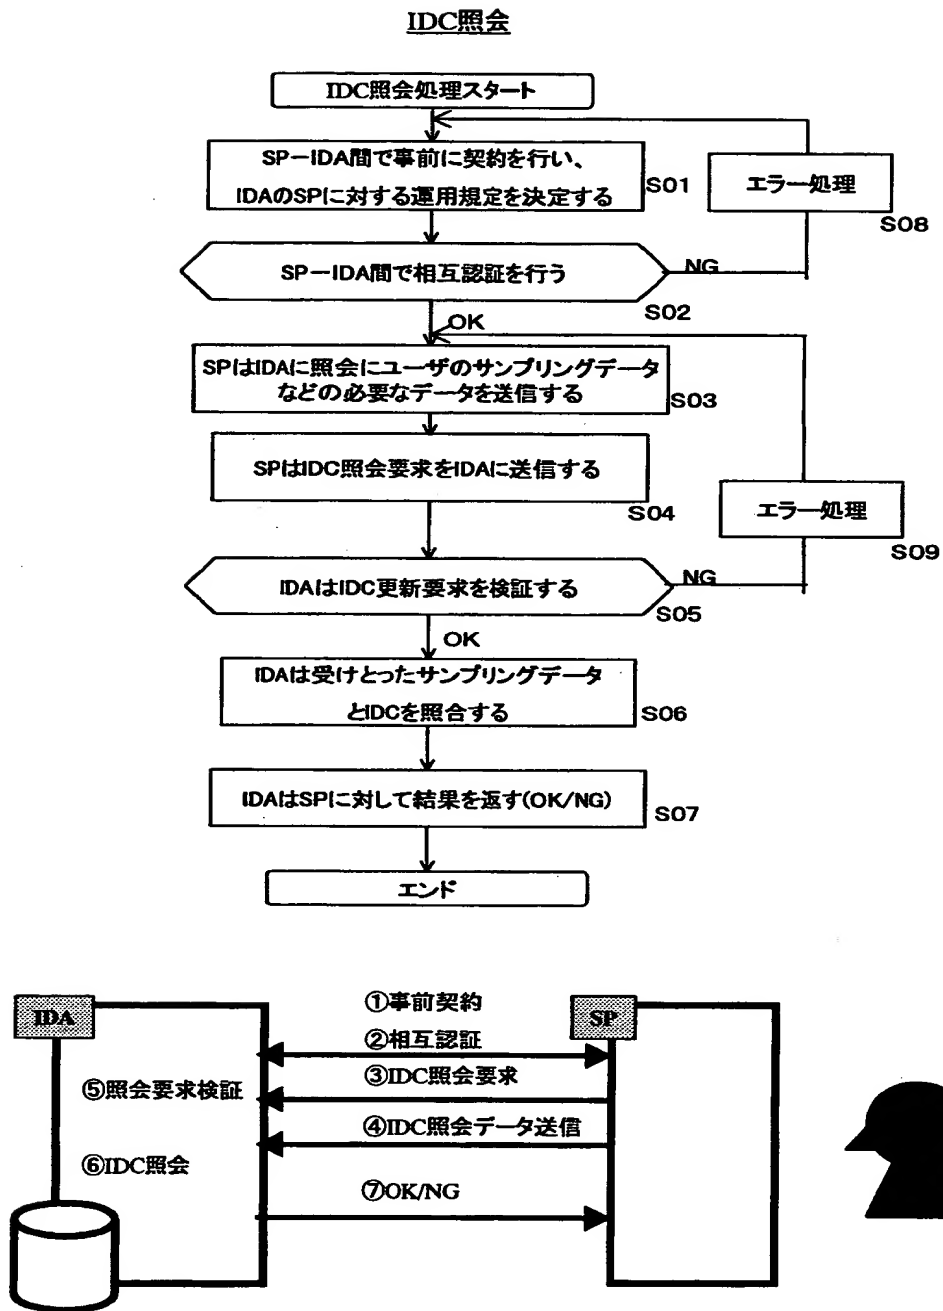 IDC照会
IDC照会処理スタート
SP－IDA間で事前に契約を行い、
IDAのSPに対する運用規定を決定する
S01
エラー処理
S08
SP－IDA間で相互認証を行う
NG
S02
OK
SPはIDAに照会にユーザのサンプリングデータ
などの必要なデータを送信する
S03
SPはIDC照会要求をIDAに送信する
S04
エラー処理
S09
IDAはIDC更新要求を検証する
NG
S05
OK
IDAは受けとったサンプリングデータ
とIDCを照合する
S06
IDAはSPに対して結果を返す(OK/NG)
S07
エンド
IDA
SP
①事前契約
②相互認証
③IDC照会要求
④IDC照会データ送信
⑤照会要求検証
⑥IDC照会
⑦OK/NG